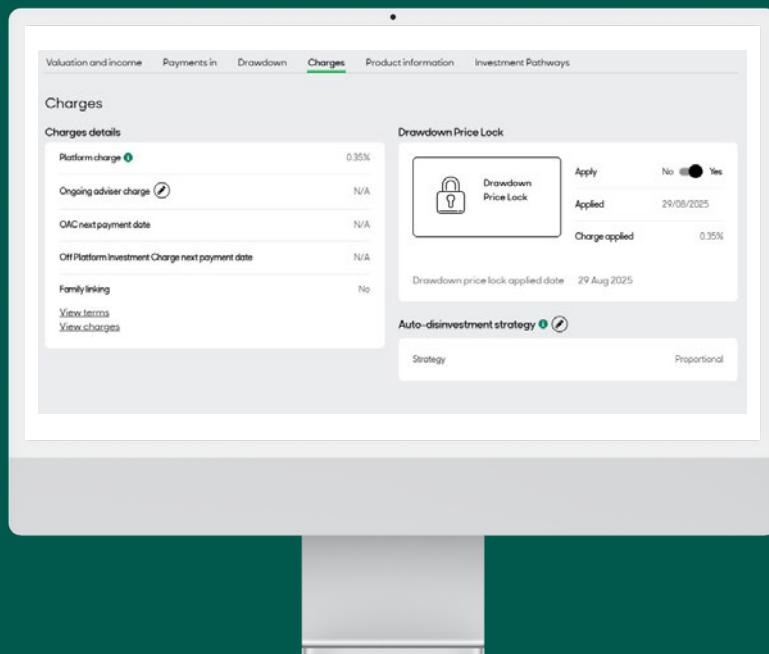 Valuation and income Payments in Drawdown Charges Product information Investment Pathways
Charges
Charges details
Platform charge 0.35%
Ongoing adviser charge N/A
OAC next payment date N/A
Off Platform Investment Charge next payment date N/A
Family linking No
View terms
View charges
Drawdown Price Lock
Drawdown
Price Lock
Apply No Yes
Applied 29/08/2025
Charge applied 0.35%
Drawdown price lock applied date 29 Aug 2025
Auto-disinvestment strategy
Strategy Proportional